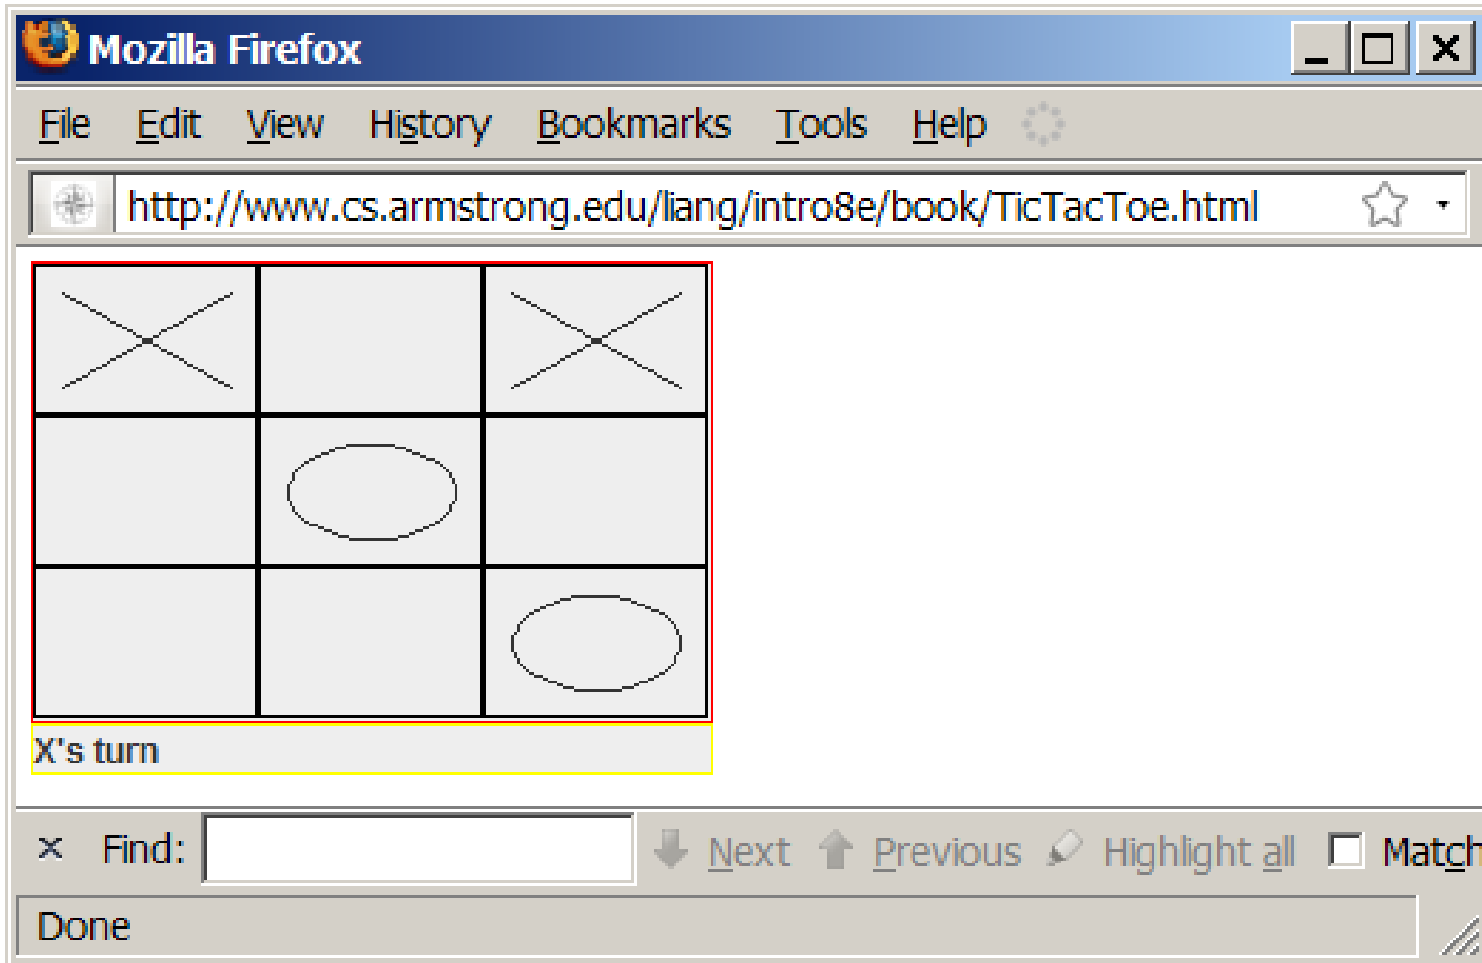 Mozilla Firefox
File Edit View History Bookmarks Tools Help
http://www.cs.armstrong.edu/liang/intro8e/book/TicTacToe.html
X's turn
× Find: Next Previous Highlight all Match
Done